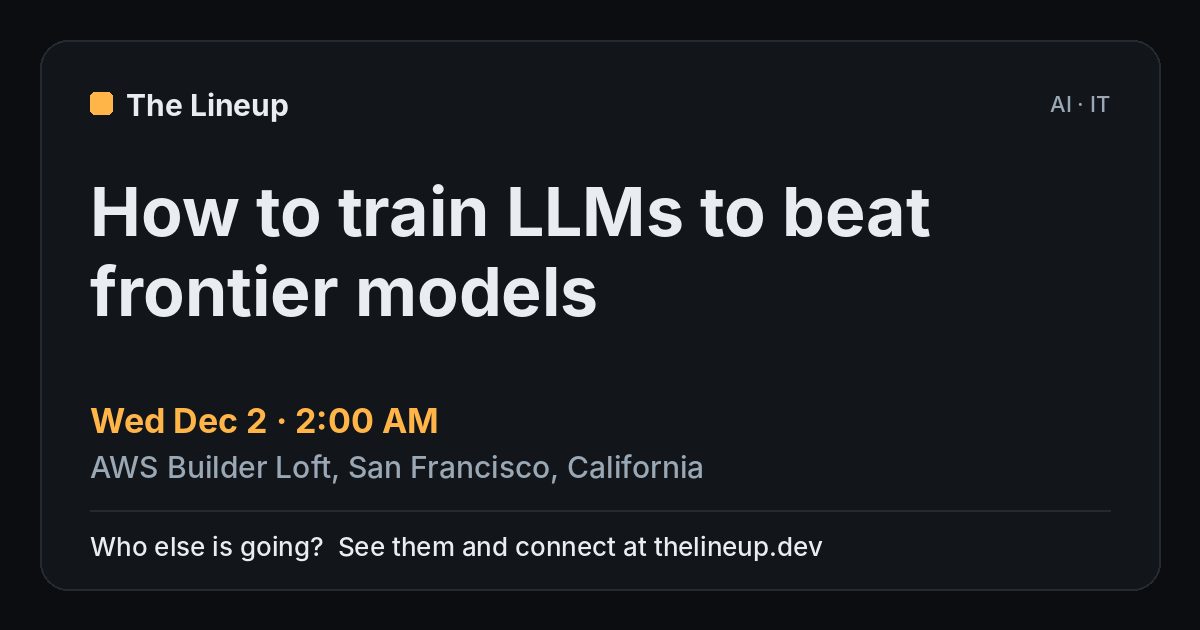 The Lineup
AI · IT
How to train LLMs to beat
frontier models
Wed Dec 2 · 2:00 AM
AWS Builder Loft, San Francisco, California
Who else is going? See them and connect at thelineup.dev